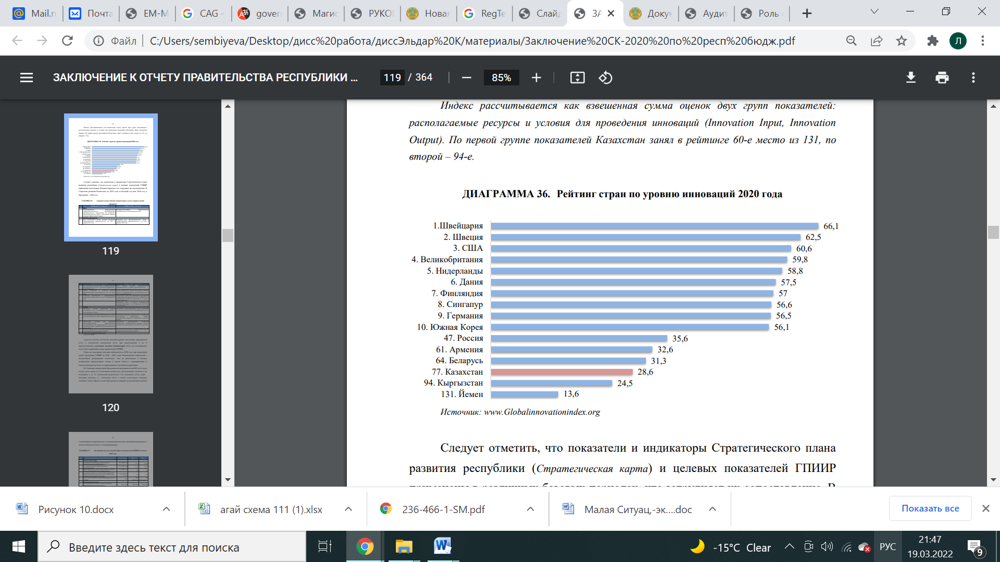 Mail.ru
Почта
EM-M
CAG -
govern
Магис
РУКО
Новая
RegTe
Слайд
ЗА
Докум
Аудит
Роль
Файл
C:/Users/sembiyeva/Desktop/дисс%20работа/диссЭльдар%20К/материалы/Заключение%20СК-2020%20по%20респ%20бюдж.pdf
Л
ЗАКЛЮЧЕНИЕ К ОТЧЕТУ ПРАВИТЕЛЬСТВА РЕСПУБЛИКИ ...
119 / 364
85%
119
120
Индекс рассчитывается как взвешенная сумма оценок двух групп показателей:
располагаемые ресурсы и условия для проведения инноваций (Innovation Input, Innovation
Output). По первой группе показателей Казахстан занял в рейтинге 60-е место из 131, по
второй – 94-е.
ДИАГРАММА 36. Рейтинг стран по уровню инноваций 2020 года
1.Швейцария 66,1
2. Швеция 62,5
3. США 60,6
4. Великобритания 59,8
5. Нидерланды 58,8
6. Дания 57,5
7. Финляндия 57
8. Сингапур 56,6
9. Германия 56,5
10. Южная Корея 56,1
47. Россия 35,6
61. Армения 32,6
64. Беларусь 31,3
77. Казахстан 28,6
94. Кыргызстан 24,5
131. Йемен 13,6
Источник: www.Globalinnovationindex.org
Следует отметить, что показатели и индикаторы Стратегического плана
развития республики (Стратегическая карта) и целевых показателей ГПИИР
Рисунок 10.docx
агай схема 111 (1).xlsx
236-466-1-SM.pdf
Малая Ситуац,-эк....doc
Показать все
Введите здесь текст для поиска
-15°C Clear
РУС
21:47
19.03.2022
9